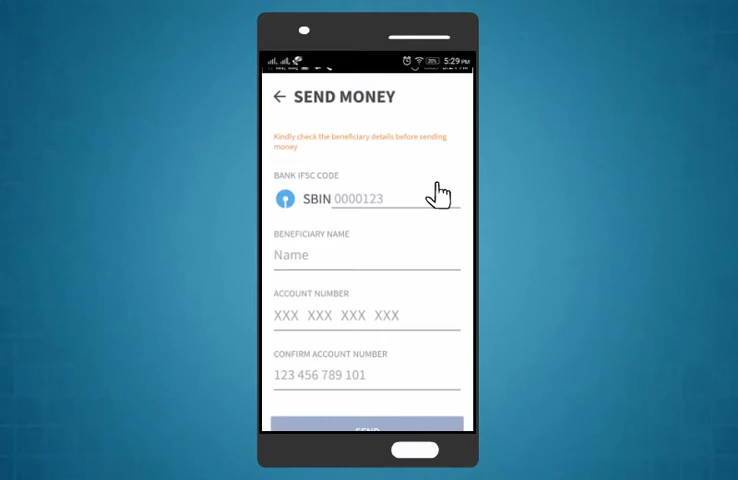 5:29 PM
SEND MONEY
Kindly check the beneficiary details before sending
money
BANK IFSC CODE
SBIN 0000123
BENEFICIARY NAME
Name
ACCOUNT NUMBER
XXX XXX XXX XXX
CONFIRM ACCOUNT NUMBER
123 456 789 101
SEND